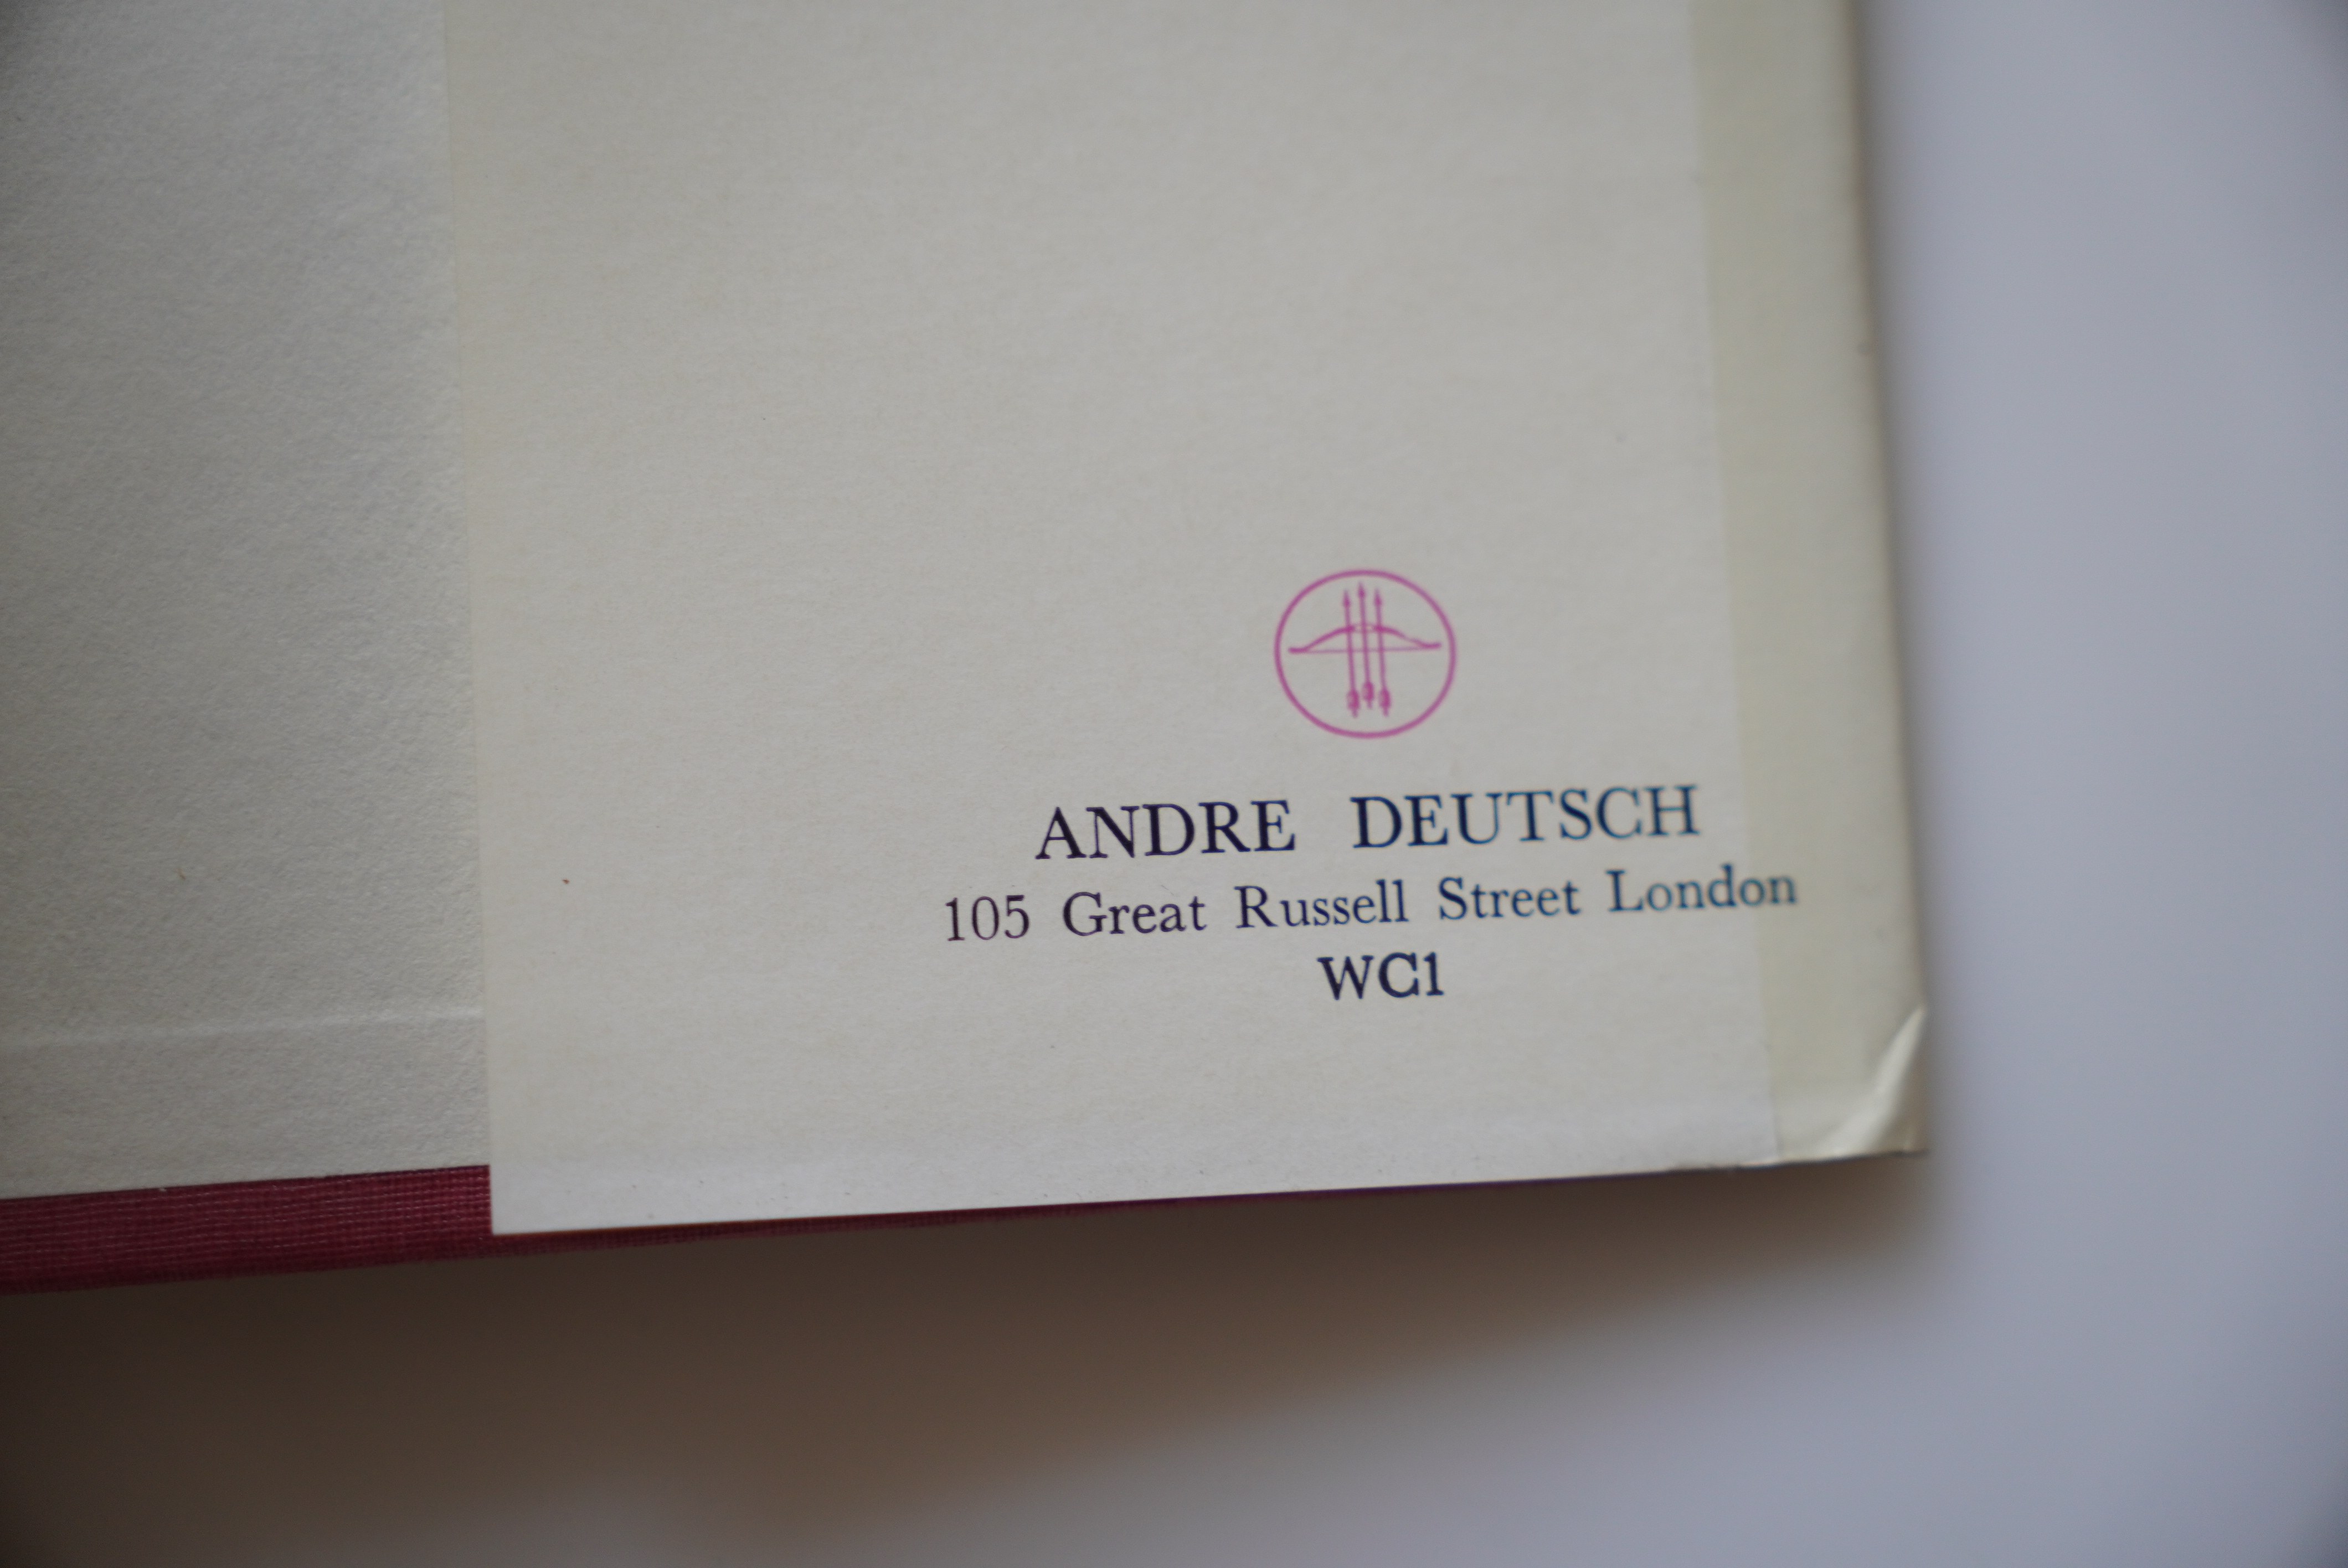 ANDRE DEUTSCH
105 Great Russell Street London
WC1